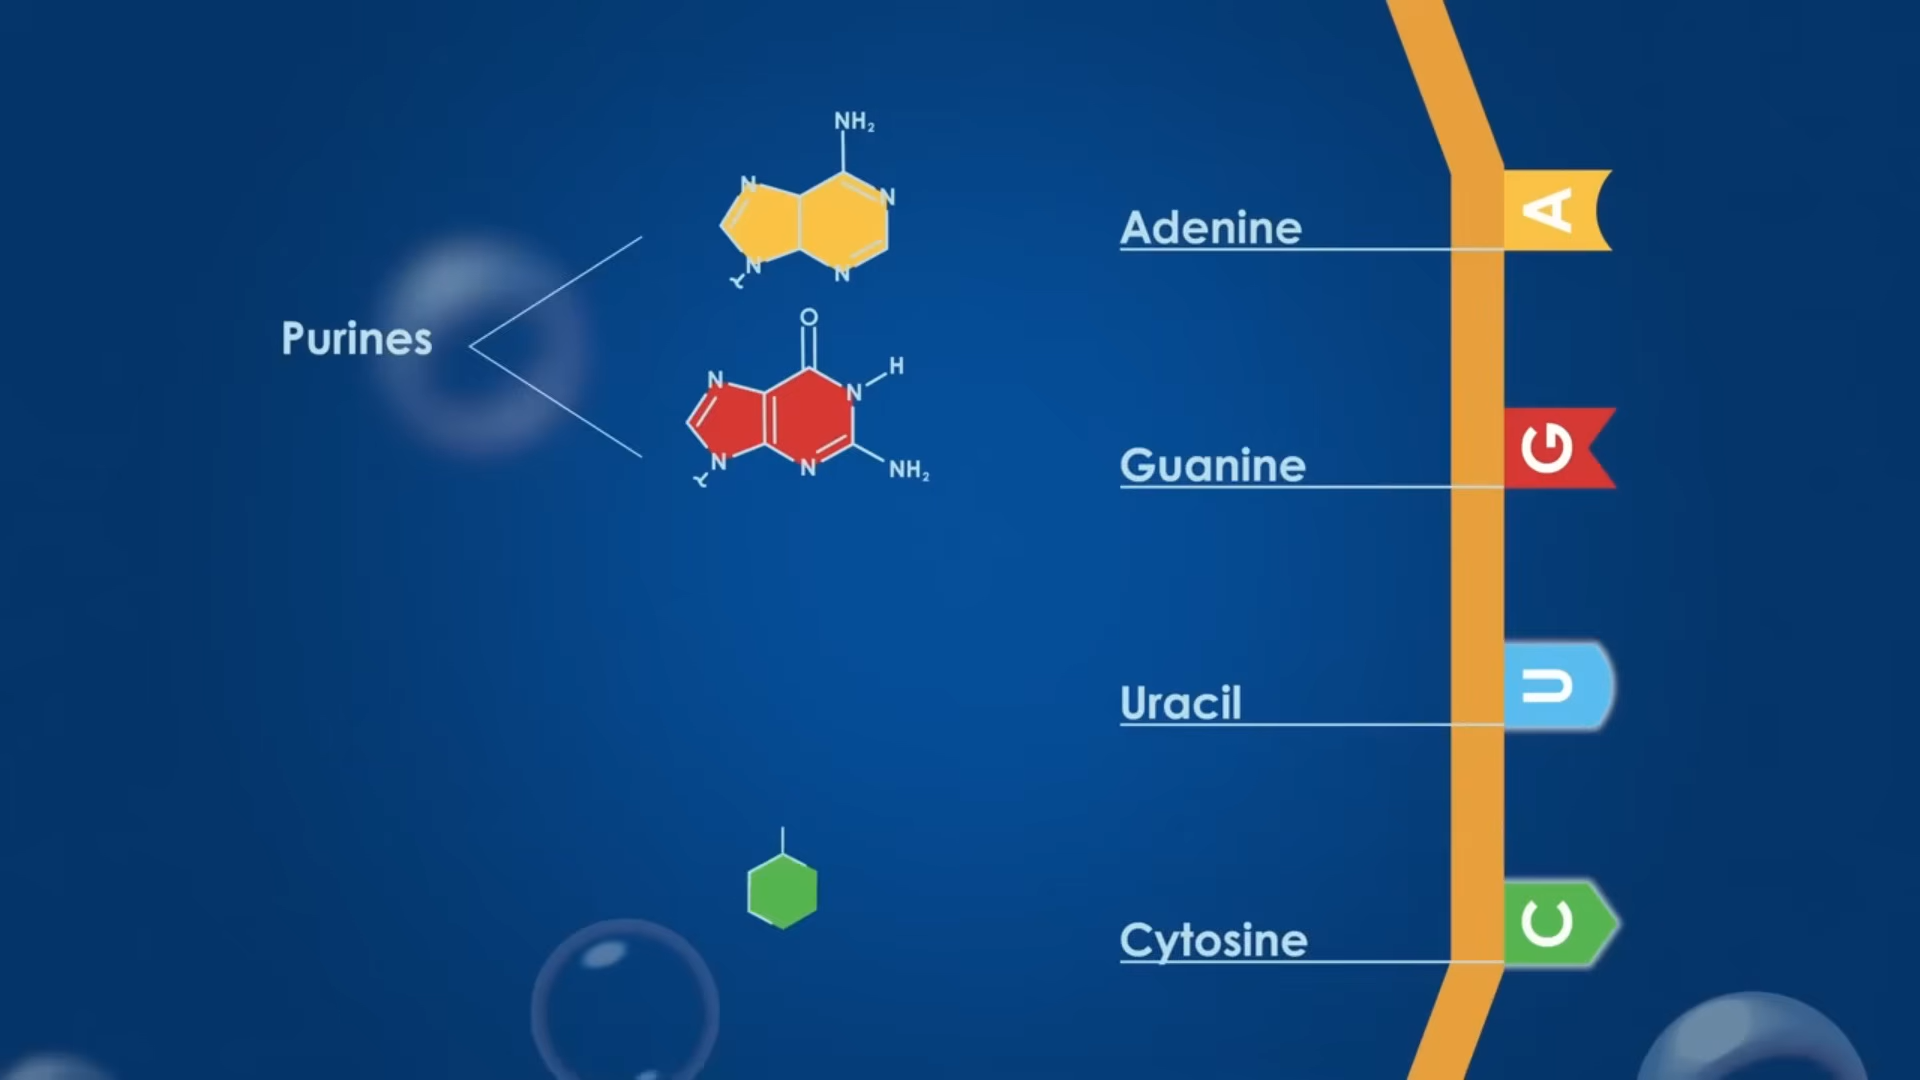 NH₂
N
N
N
N
Adenine
A
Purines
O
N
H
N
N
N
NH₂
Guanine
G
Uracil
U
Cytosine
C